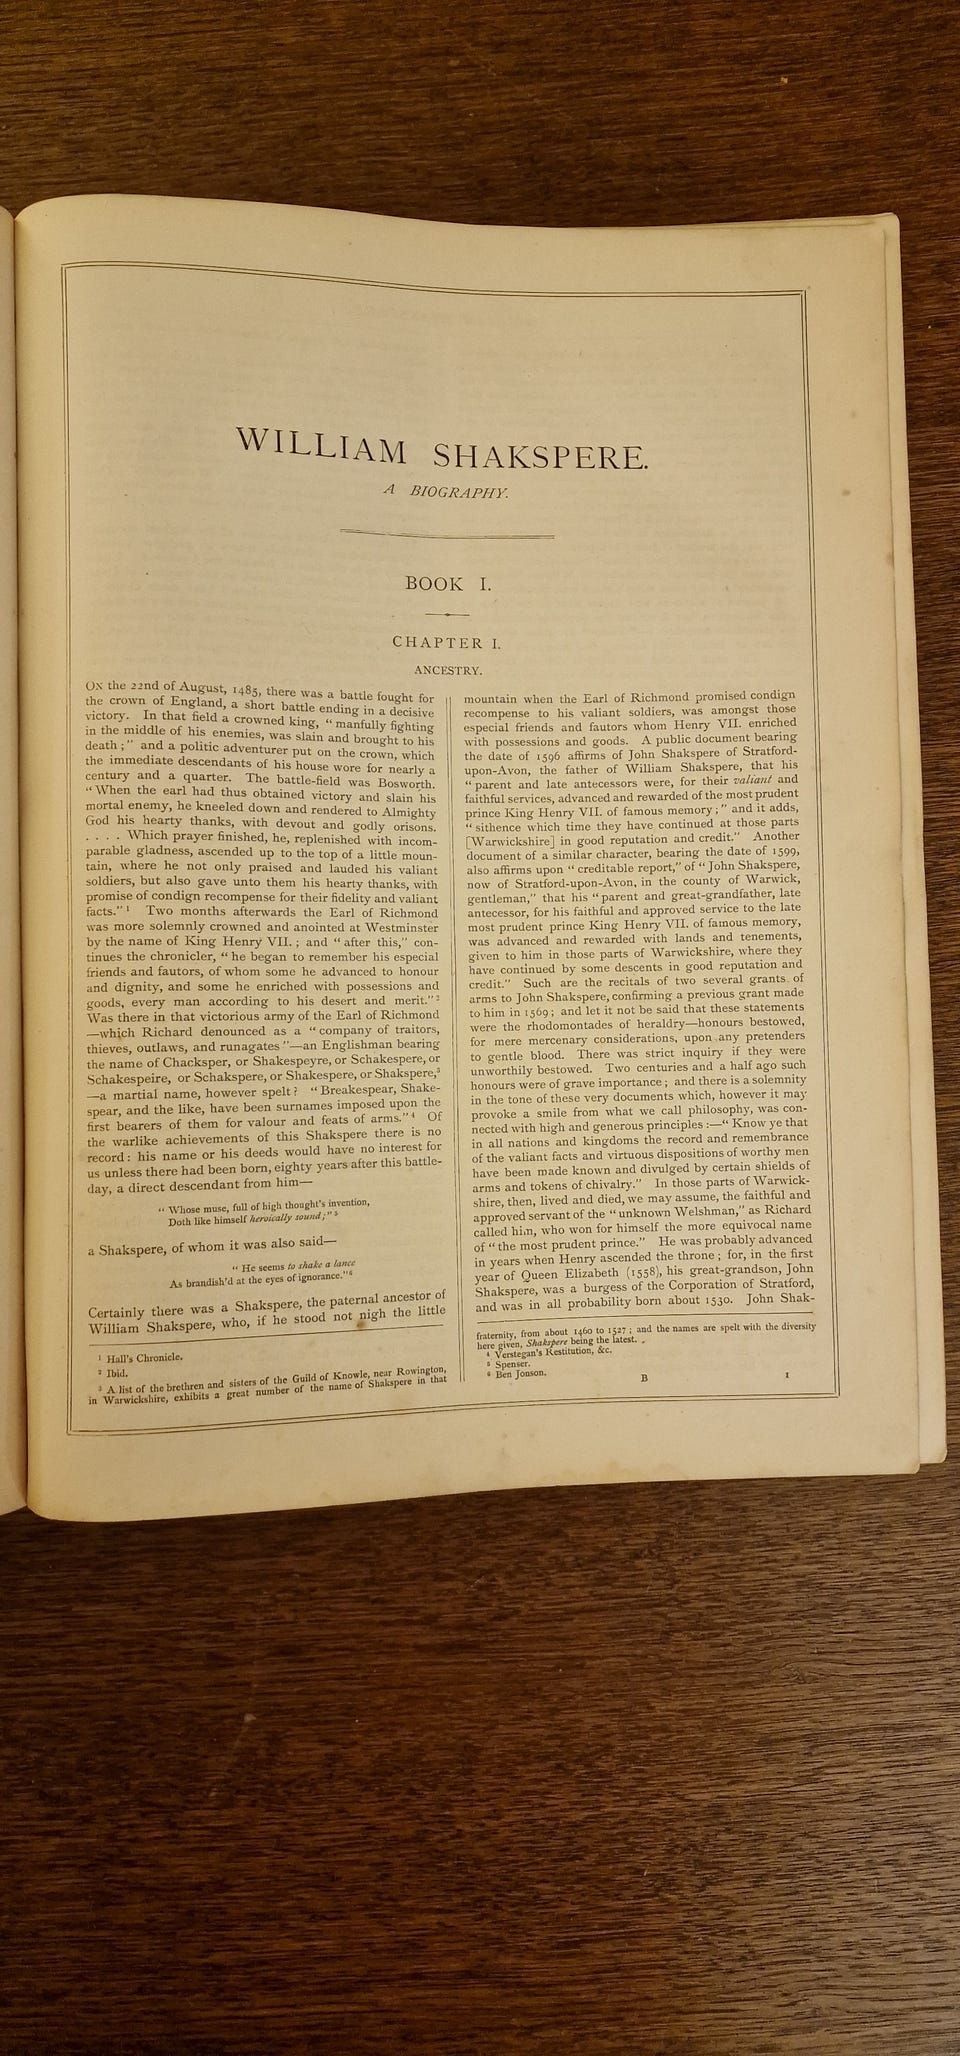 WILLIAM SHAKSPERE.
A BIOGRAPHY.
BOOK I.
CHAPTER I.
ANCESTRY.
On the 22nd of August, 1485, there was a battle fought for
the crown of England, a short battle ending in a decisive
victory. In that field a crowned king, “manfully fighting
in the middle of his enemies, was slain and brought to his
death;” and a politic adventurer put on the crown, which
the immediate descendants of his house wore for nearly a
century and a quarter. The battle-field was Bosworth.
“When the earl had thus obtained victory and slain his
mortal enemy, he kneeled down and rendered to Almighty
God his hearty thanks, with devout and godly orisons.
. . . . Which prayer finished, he, replenished with incom-
parable gladness, ascended up to the top of a little moun-
tain, where he not only praised and lauded his valiant
soldiers, but also gave unto them his hearty thanks, with
promise of condign recompense for their fidelity and valiant
facts.”¹ Two months afterwards the Earl of Richmond
was more solemnly crowned and anointed at Westminster
by the name of King Henry VII.; and “after this,” con-
tinues the chronicler, “he began to remember his especial
friends and fautors, of whom some he advanced to honour
and dignity, and some he enriched with possessions and
goods, every man according to his desert and merit.”²
Was there in that victorious army of the Earl of Richmond
—which Richard denounced as a “company of traitors,
thieves, outlaws, and runagates”—an Englishman bearing
the name of Chacksper, or Shakespeyre, or Schakespere, or
Schakespeire, or Schakspere, or Shakespere, or Shakspere,³
—a martial name, however spelt? “Breakespear, Shake-
spear, and the like, have been surnames imposed upon the
first bearers of them for valour and feats of arms.”⁴ Of
the warlike achievements of this Shakspere there is no
record: his name or his deeds would have no interest for
us unless there had been born, eighty years after this battle-
day, a direct descendant from him—
“Whose muse, full of high thought's invention,
Doth like himself heroically sound;”⁵
a Shakspere, of whom it was also said—
“He seems to shake a lance
As brandish'd at the eyes of ignorance.”⁶
Certainly there was a Shakspere, the paternal ancestor of
William Shakspere, who, if he stood not nigh the little
¹ Hall's Chronicle.
² Ibid.
³ A list of the brethren and sisters of the Guild of Knowle, near Rowington,
in Warwickshire, exhibits a great number of the name of Shakspere in that
mountain when the Earl of Richmond promised condign
recompense to his valiant soldiers, was amongst those
especial friends and fautors whom Henry VII. enriched
with possessions and goods. A public document bearing
the date of 1596 affirms of John Shakspere of Stratford-
upon-Avon, the father of William Shakspere, that his
“parent and late antecessors were, for their valiant and
faithful services, advanced and rewarded of the most prudent
prince King Henry VII. of famous memory;” and it adds,
“sithence which time they have continued at those parts
[Warwickshire] in good reputation and credit.” Another
document of a similar character, bearing the date of 1599,
also affirms upon “creditable report,” of “John Shakspere,
now of Stratford-upon-Avon, in the county of Warwick,
gentleman,” that his “parent and great-grandfather, late
antecessor, for his faithful and approved service to the late
most prudent prince King Henry VII. of famous memory,
was advanced and rewarded with lands and tenements,
given to him in those parts of Warwickshire, where they
have continued by some descents in good reputation and
credit.” Such are the recitals of two several grants of
arms to John Shakspere, confirming a previous grant made
to him in 1569; and let it not be said that these statements
were the rhodomontades of heraldry—honours bestowed,
for mere mercenary considerations, upon any pretenders
to gentle blood. There was strict inquiry if they were
unworthily bestowed. Two centuries and a half ago such
honours were of grave importance; and there is a solemnity
in the tone of these very documents which, however it may
provoke a smile from what we call philosophy, was con-
nected with high and generous principles:—“Know ye that
in all nations and kingdoms the record and remembrance
of the valiant facts and virtuous dispositions of worthy men
have been made known and divulged by certain shields of
arms and tokens of chivalry.” In those parts of Warwick-
shire, then, lived and died, we may assume, the faithful and
approved servant of the “unknown Welshman,” as Richard
called him, who won for himself the more equivocal name
of “the most prudent prince.” He was probably advanced
in years when Henry ascended the throne; for, in the first
year of Queen Elizabeth (1558), his great-grandson, John
Shakspere, was a burgess of the Corporation of Stratford,
and was in all probability born about 1530. John Shak-
fraternity, from about 1460 to 1527; and the names are spelt with the diversity
here given, Shakspere being the latest.
⁴ Verstegan's Restitution, &c.
⁵ Spenser.
⁶ Ben Jonson.
B 1